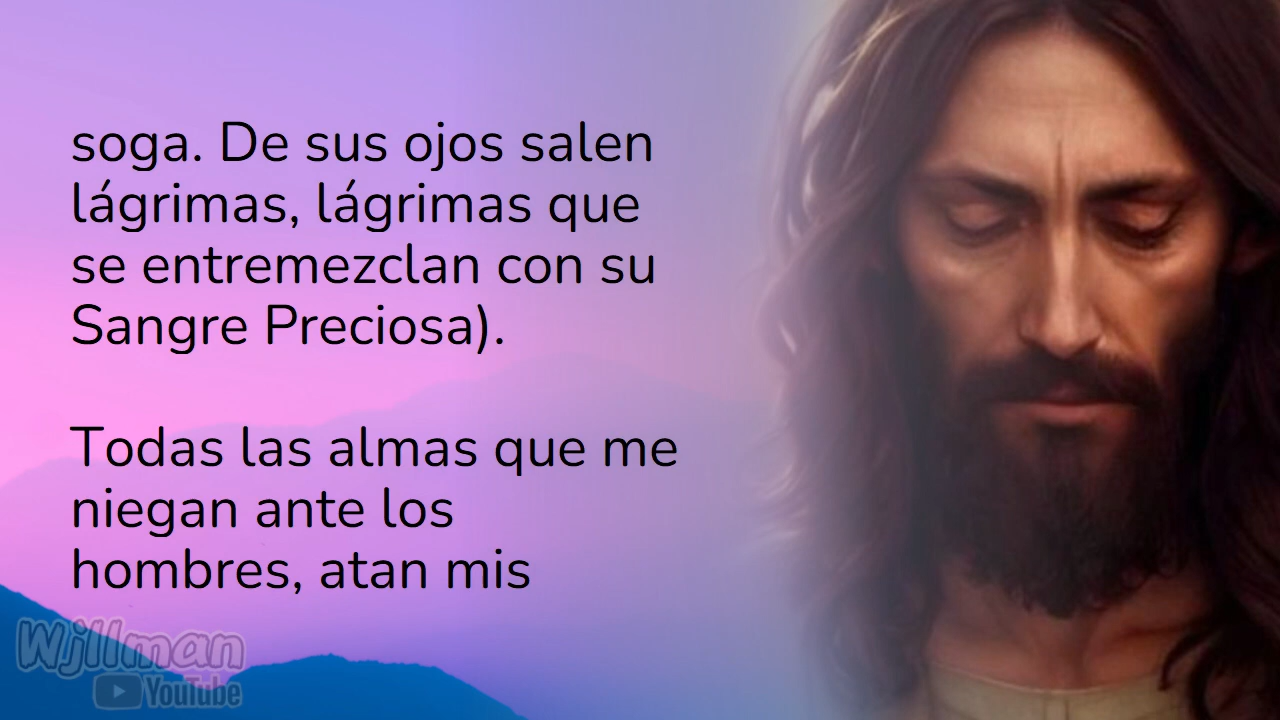 soga. De sus ojos salen
lágrimas, lágrimas que
se entremezclan con su
Sangre Preciosa).
Todas las almas que me
niegan ante los
hombres, atan mis
Wjllman
YouTube